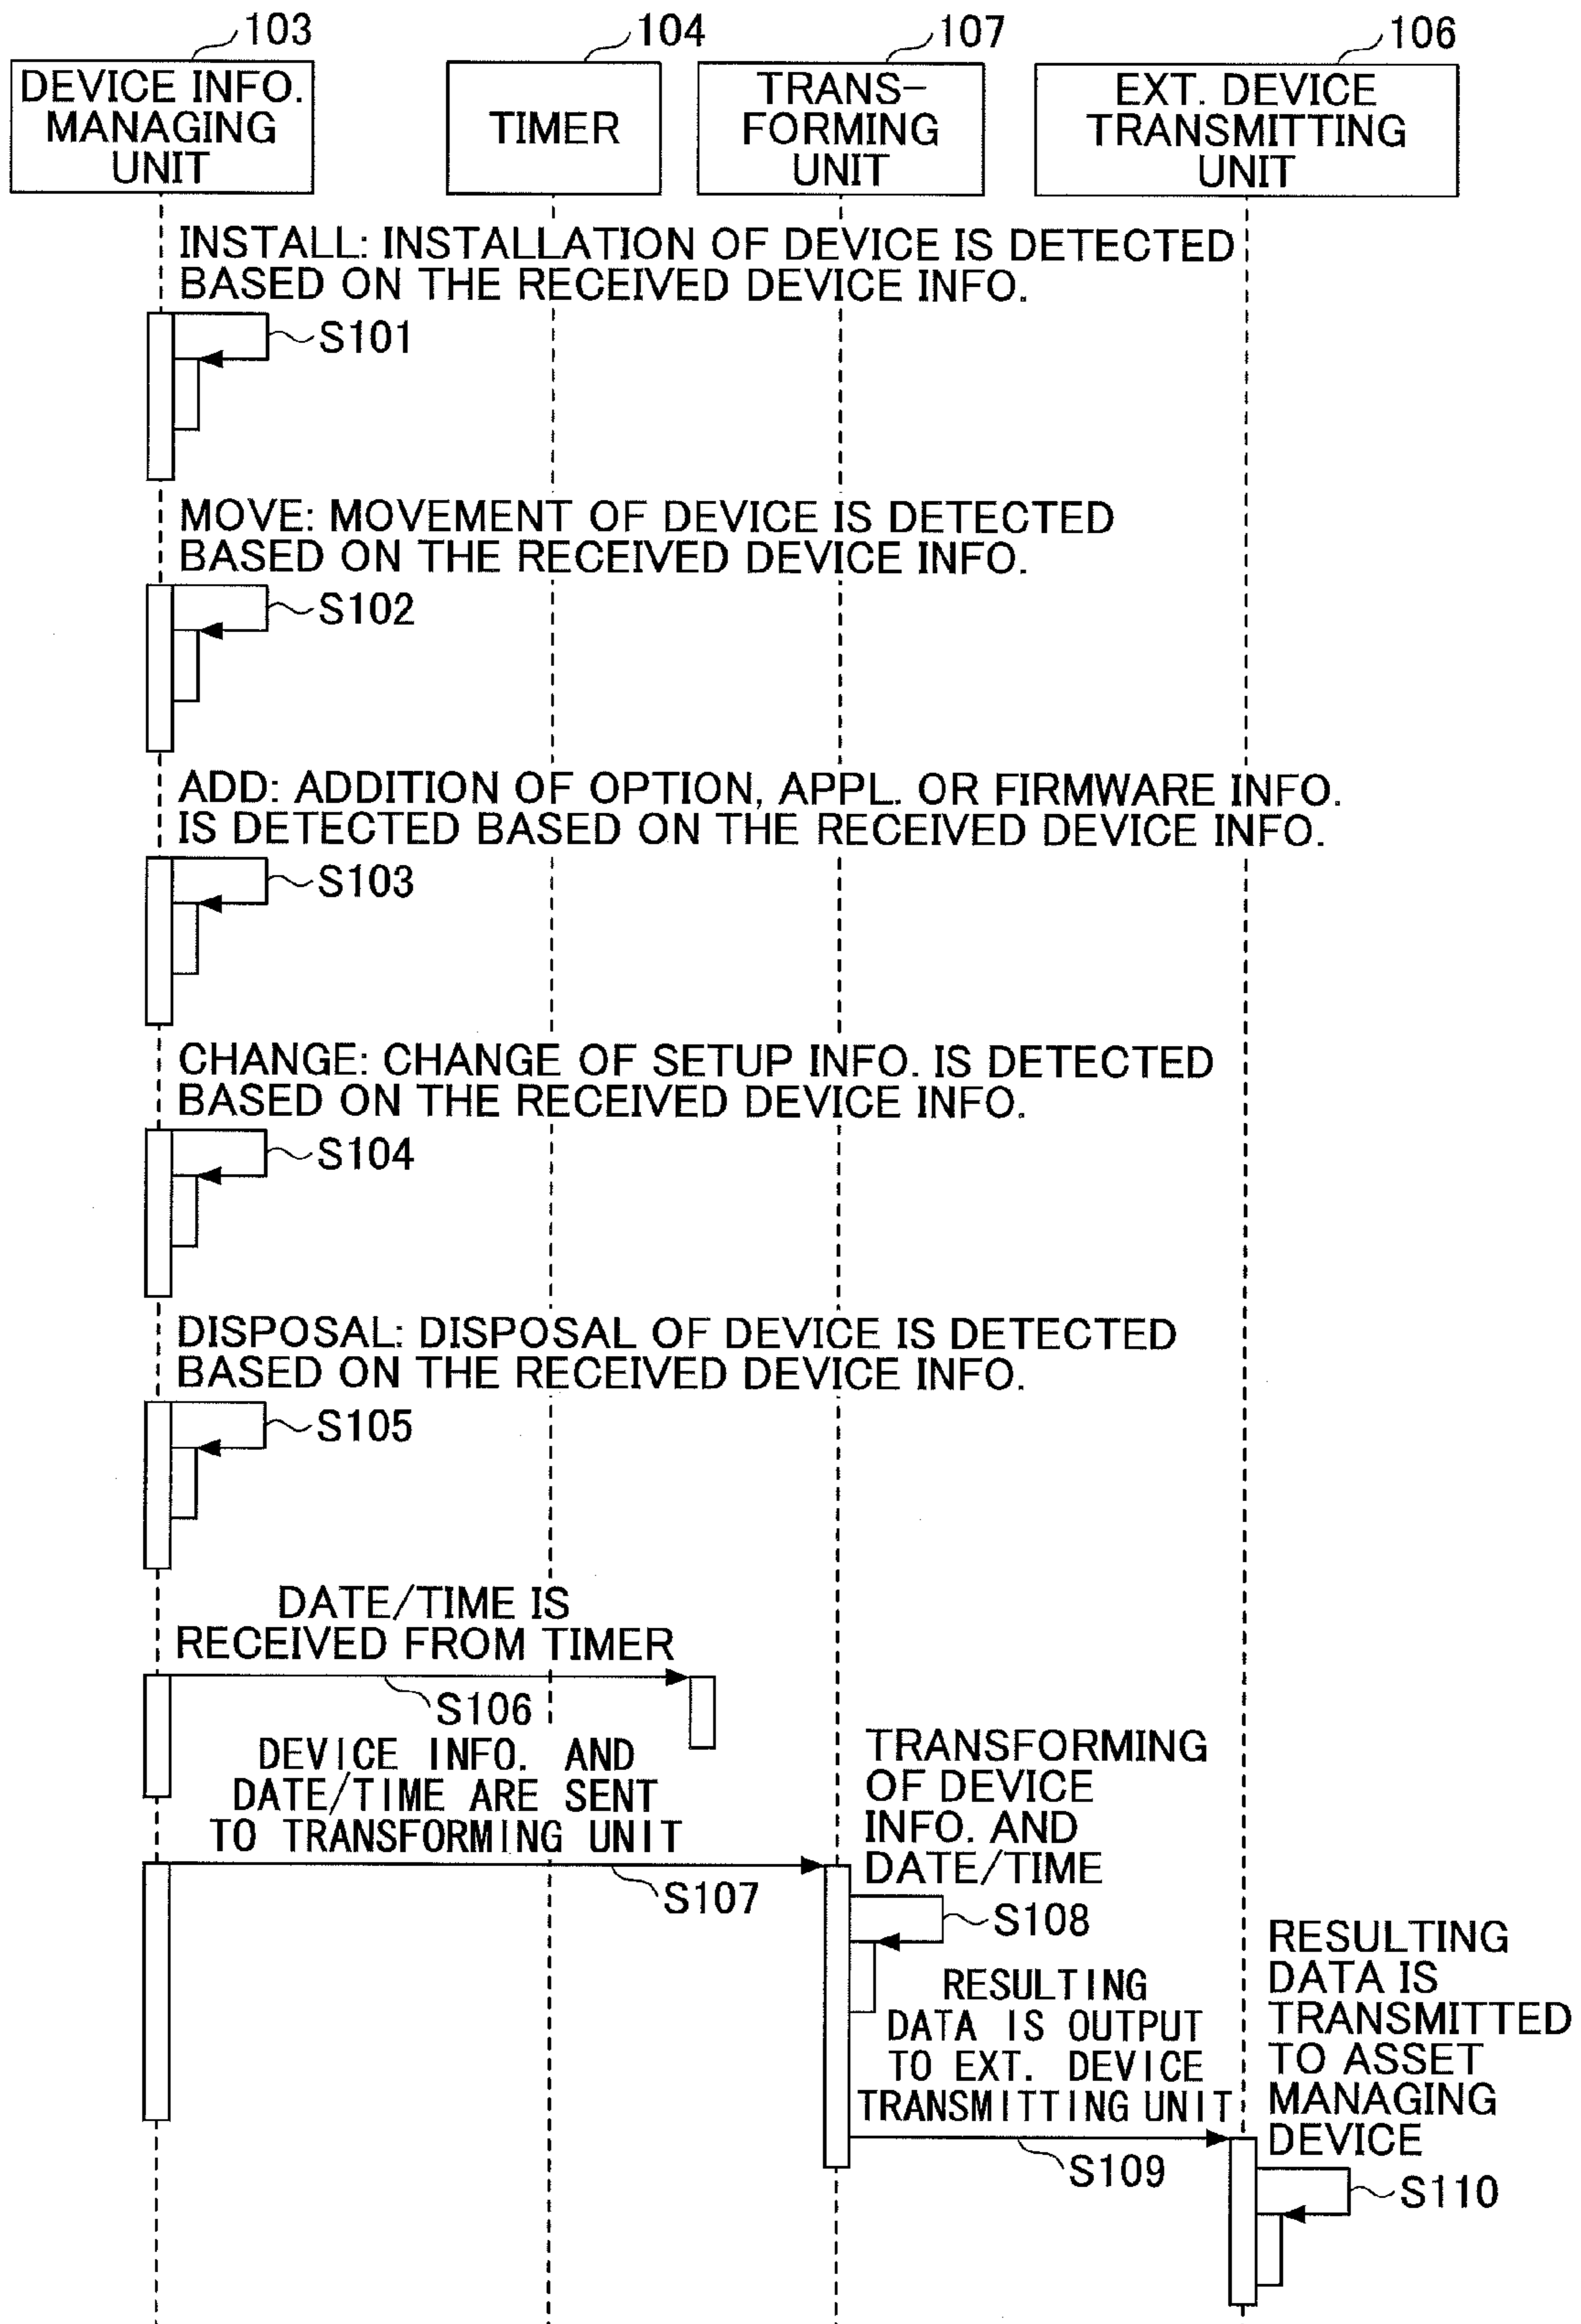 103
104
107
106
DEVICE INFO.
MANAGING
UNIT
TIMER
TRANS-
FORMING
UNIT
EXT. DEVICE
TRANSMITTING
UNIT
INSTALL: INSTALLATION OF DEVICE IS DETECTED
BASED ON THE RECEIVED DEVICE INFO.
S101
MOVE: MOVEMENT OF DEVICE IS DETECTED
BASED ON THE RECEIVED DEVICE INFO.
S102
ADD: ADDITION OF OPTION, APPL. OR FIRMWARE INFO.
IS DETECTED BASED ON THE RECEIVED DEVICE INFO.
S103
CHANGE: CHANGE OF SETUP INFO. IS DETECTED
BASED ON THE RECEIVED DEVICE INFO.
S104
DISPOSAL: DISPOSAL OF DEVICE IS DETECTED
BASED ON THE RECEIVED DEVICE INFO.
S105
DATE/TIME IS
RECEIVED FROM TIMER
S106
DEVICE INFO. AND
DATE/TIME ARE SENT
TO TRANSFORMING UNIT
S107
TRANSFORMING
OF DEVICE
INFO. AND
DATE/TIME
S108
RESULTING
DATA IS OUTPUT
TO EXT. DEVICE
TRANSMITTING UNIT
S109
RESULTING
DATA IS
TRANSMITTED
TO ASSET
MANAGING
DEVICE
S110